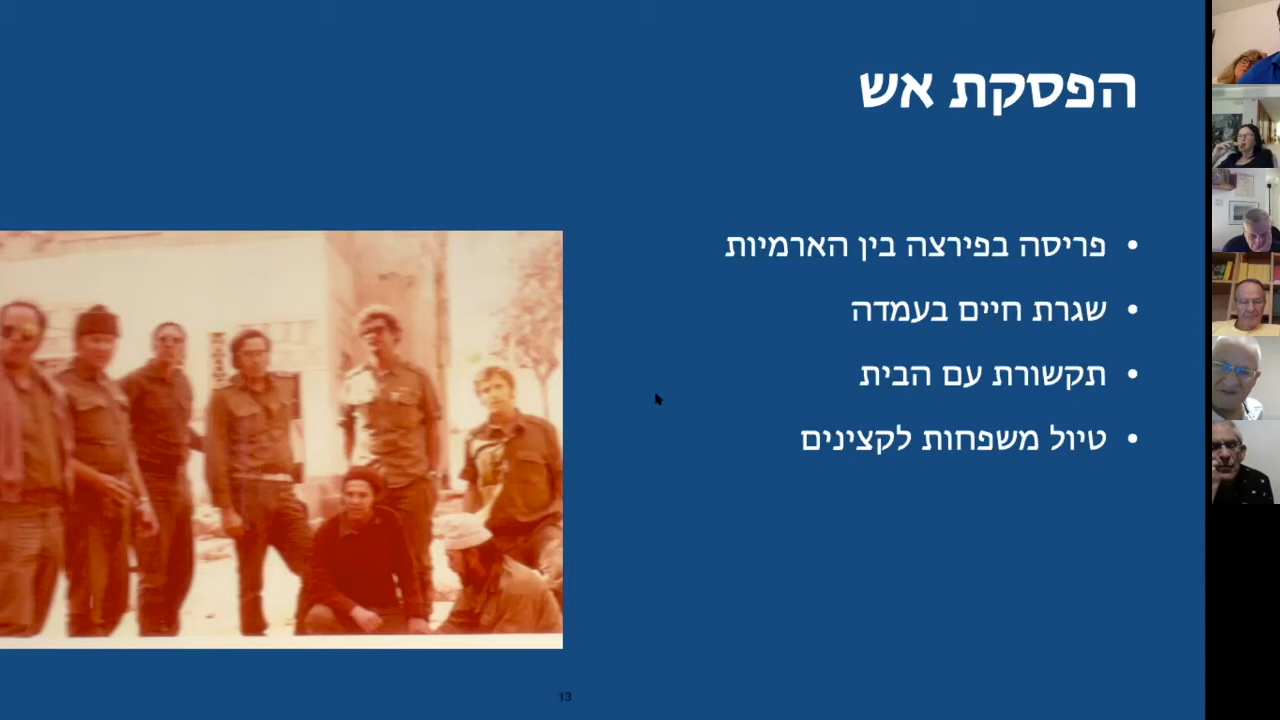 הפסקת אש
• פריסה בפירצה בין הארמיות
• שגרת חיים בעמדה
• תקשורת עם הבית
• טיול משפחות לקצינים
13